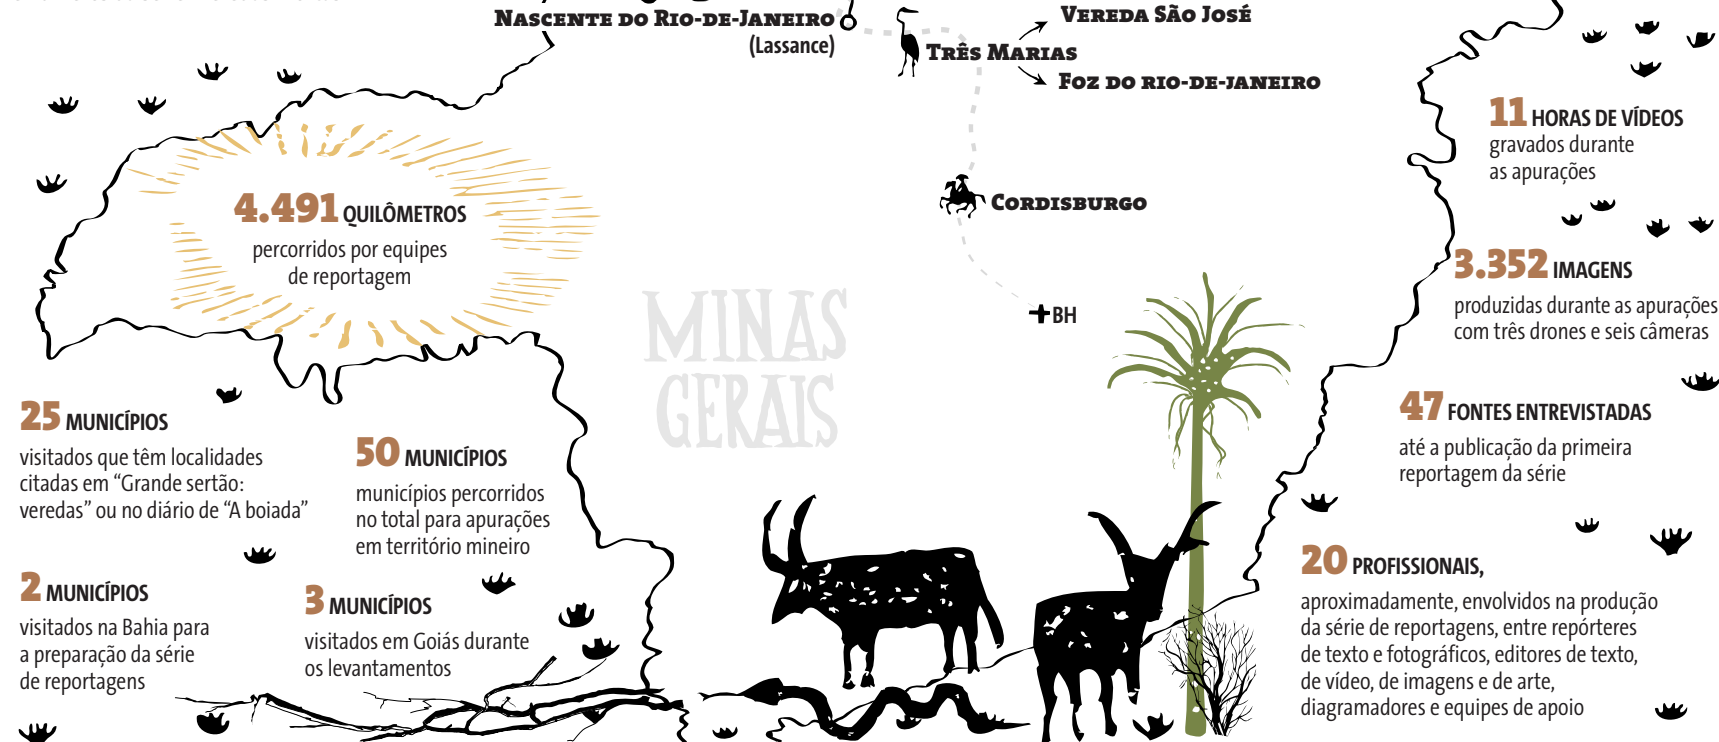 NASCENTE DO RIO-DE-JANEIRO
(Lassance)
VEREDA SÃO JOSÉ
TRÊS MARIAS
FOZ DO RIO-DE-JANEIRO
CORDISBURGO
BH
MINAS
GERAIS
4.491 QUILÔMETROS
percorridos por equipes
de reportagem
25 MUNICÍPIOS
visitados que têm localidades
citadas em “Grande sertão:
veredas” ou no diário de “A boiada”
50 MUNICÍPIOS
municípios percorridos
no total para apurações
em território mineiro
2 MUNICÍPIOS
visitados na Bahia para
a preparação da série
de reportagens
3 MUNICÍPIOS
visitados em Goiás durante
os levantamentos
11 HORAS DE VÍDEOS
gravados durante
as apurações
3.352 IMAGENS
produzidas durante as apurações
com três drones e seis câmeras
47 FONTES ENTREVISTADAS
até a publicação da primeira
reportagem da série
20 PROFISSIONAIS,
aproximadamente, envolvidos na produção
da série de reportagens, entre repórteres
de texto e fotográficos, editores de texto,
de vídeo, de imagens e de arte,
diagramadores e equipes de apoio